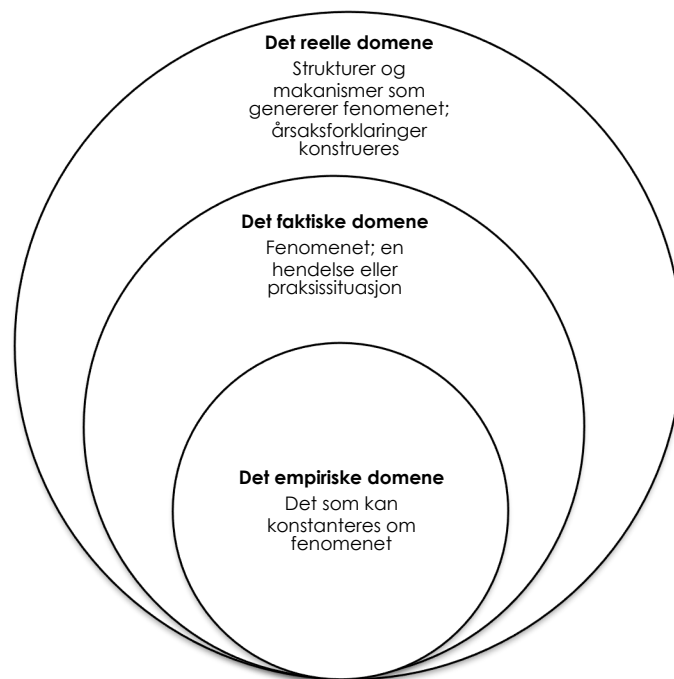 Det reelle domene
Strukturer og
makanismer som
genererer fenomenet;
årsaksforklaringer
konstrueres
Det faktiske domene
Fenomenet; en
hendelse eller
praksissituasjon
Det empiriske domene
Det som kan
konstanteres om
fenomenet